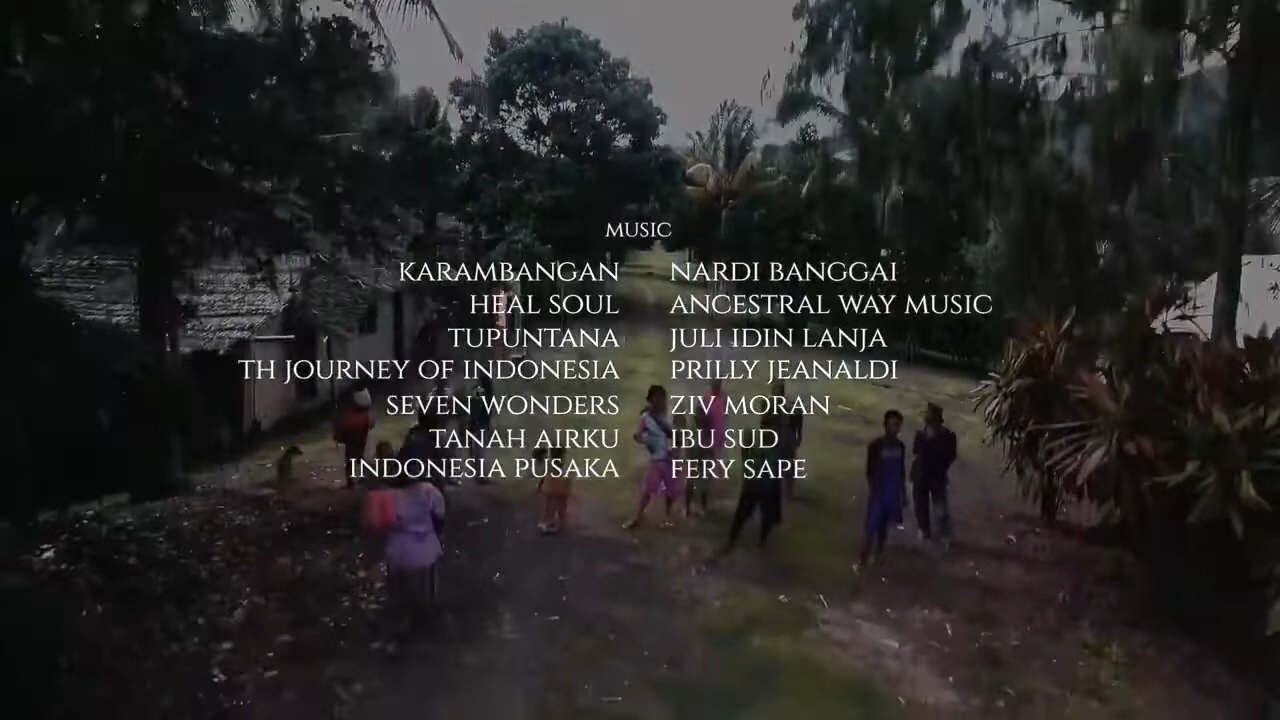 MUSIC
KARAMBANGAN NARDI BANGGAI
HEAL SOUL ANCESTRAL WAY MUSIC
TUPUNTANA JULI IDIN LANJA
TH JOURNEY OF INDONESIA PRILLY JEANALDI
SEVEN WONDERS ZIV MORAN
TANAH AIRKU IBU SUD
INDONESIA PUSAKA FERY SAPE